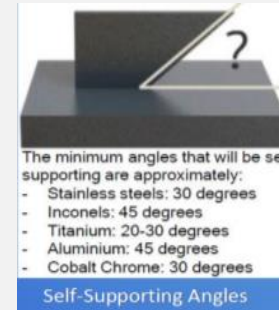 ?
The minimum angles that will be se
supporting are approximately:
- Stainless steels: 30 degrees
- Inconels: 45 degrees
- Titanium: 20-30 degrees
- Aluminium: 45 degrees
- Cobalt Chrome: 30 degrees
Self-Supporting Angles